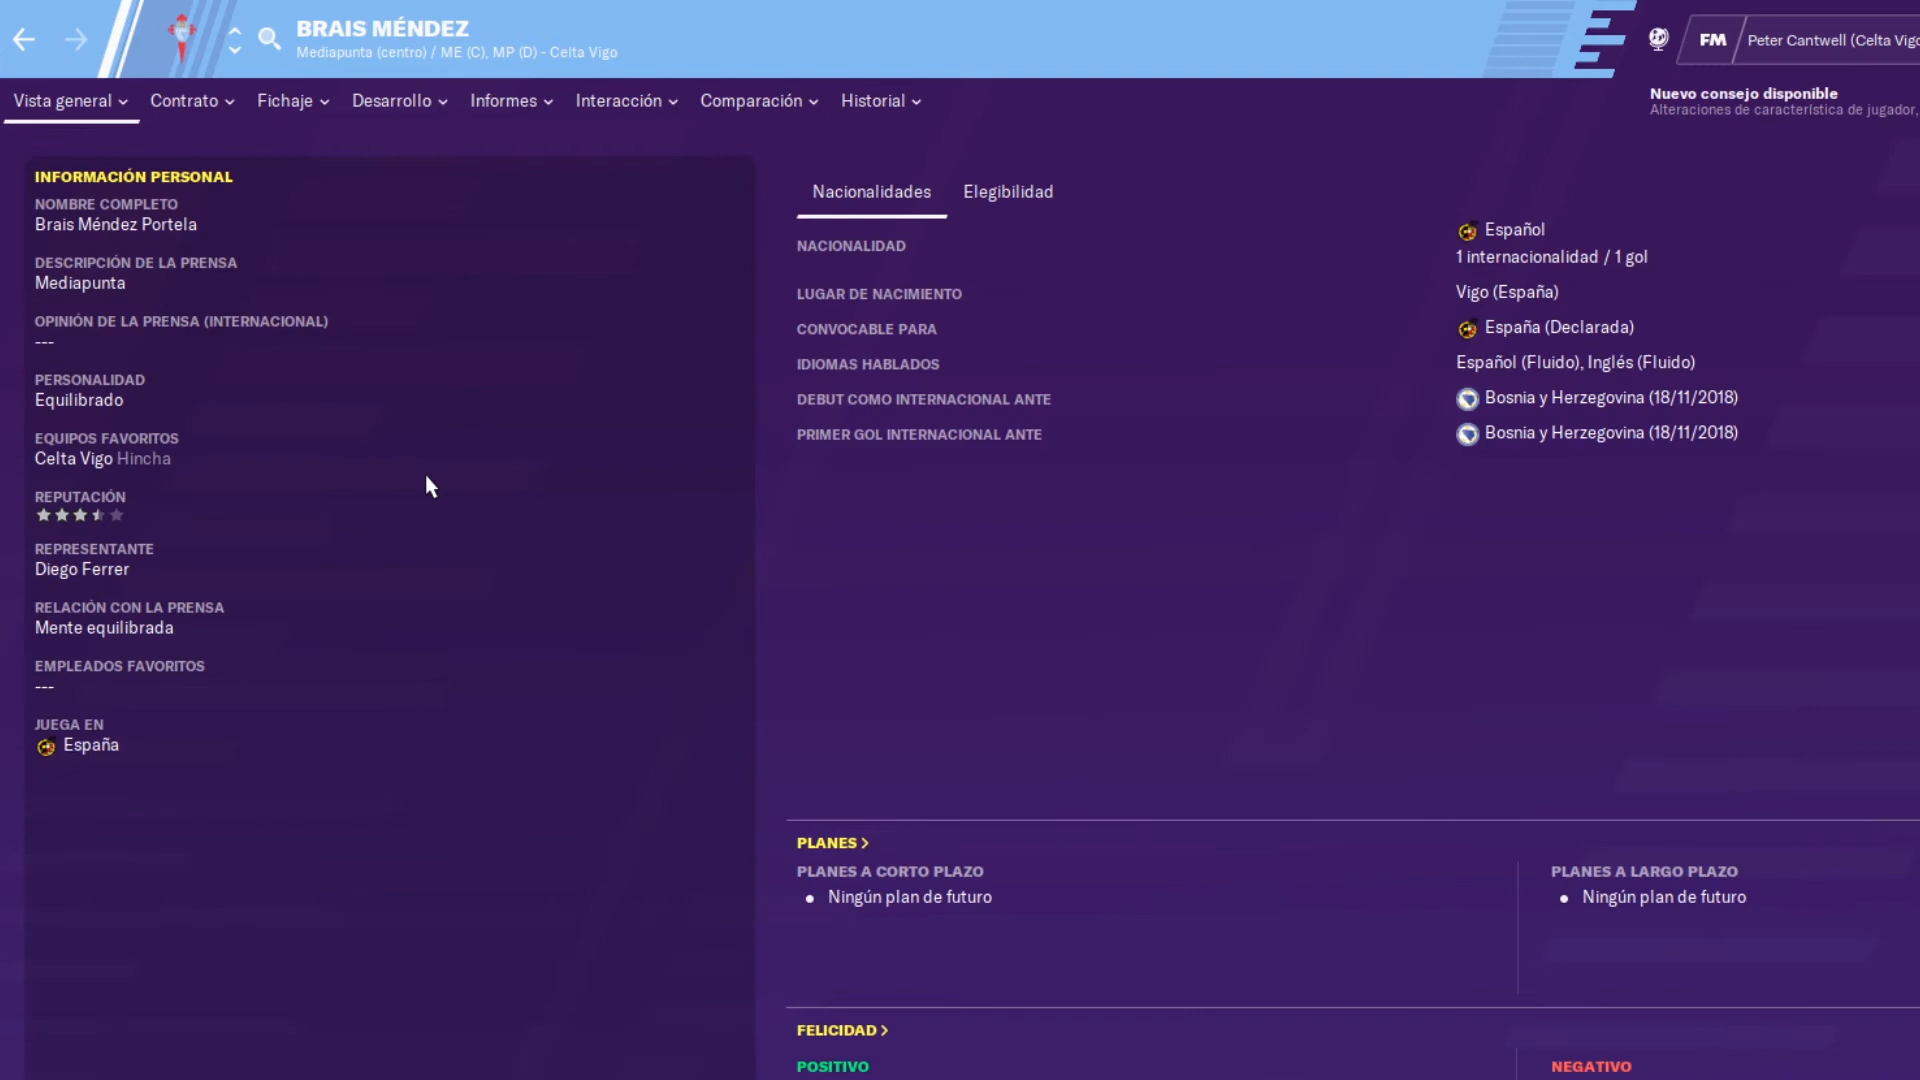 BRAIS MÉNDEZ
Mediapunta (centro) / ME (C), MP (D) - Celta Vigo
FM
Peter Cantwell (Celta Vigo
Vista general
Contrato
Fichaje
Desarrollo
Informes
Interacción
Comparación
Historial
Nuevo consejo disponible
Alteraciones de característica de jugador,
INFORMACIÓN PERSONAL
NOMBRE COMPLETO
Brais Méndez Portela
DESCRIPCIÓN DE LA PRENSA
Mediapunta
OPINIÓN DE LA PRENSA (INTERNACIONAL)
---
PERSONALIDAD
Equilibrado
EQUIPOS FAVORITOS
Celta Vigo Hincha
REPUTACIÓN
REPRESENTANTE
Diego Ferrer
RELACIÓN CON LA PRENSA
Mente equilibrada
EMPLEADOS FAVORITOS
---
JUEGA EN
España
Nacionalidades
Elegibilidad
NACIONALIDAD
Español
1 internacionalidad / 1 gol
LUGAR DE NACIMIENTO
Vigo (España)
CONVOCABLE PARA
España (Declarada)
IDIOMAS HABLADOS
Español (Fluido), Inglés (Fluido)
DEBUT COMO INTERNACIONAL ANTE
Bosnia y Herzegovina (18/11/2018)
PRIMER GOL INTERNACIONAL ANTE
Bosnia y Herzegovina (18/11/2018)
PLANES >
PLANES A CORTO PLAZO
• Ningún plan de futuro
PLANES A LARGO PLAZO
• Ningún plan de futuro
FELICIDAD >
POSITIVO
NEGATIVO